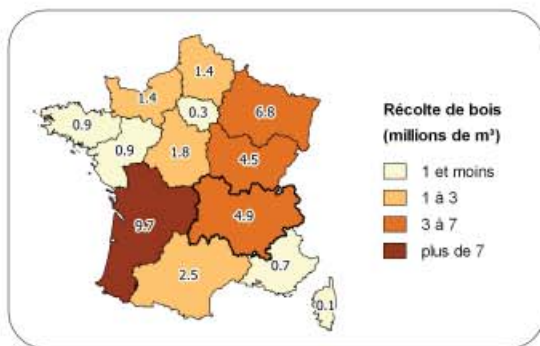 1.4
1.4
6.8
0.3
0.9
0.9
1.8
4.5
9.7
4.9
2.5
0.7
0.1
Récolte de bois
(millions de m³)
1 et moins
1 à 3
3 à 7
plus de 7